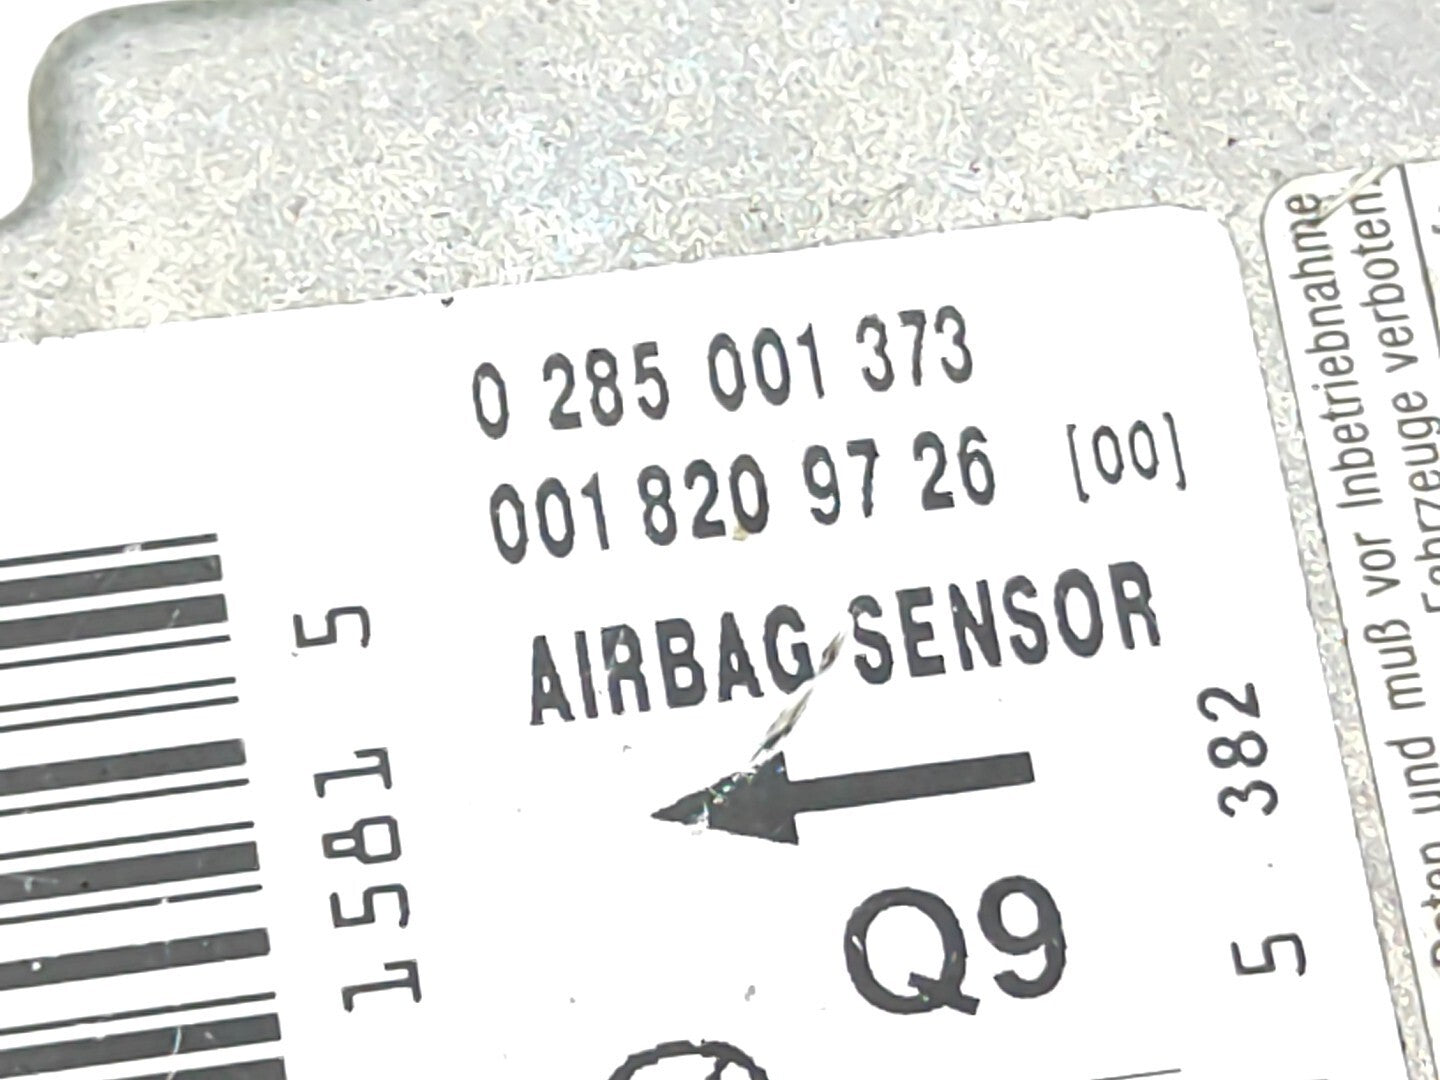 0 285 001 373
001 820 97 26 [00]
AIRBAG SENSOR
Q9
1581 5
5 382
und muß vor Inbetriebnahme
Fahrzeuge verboten.